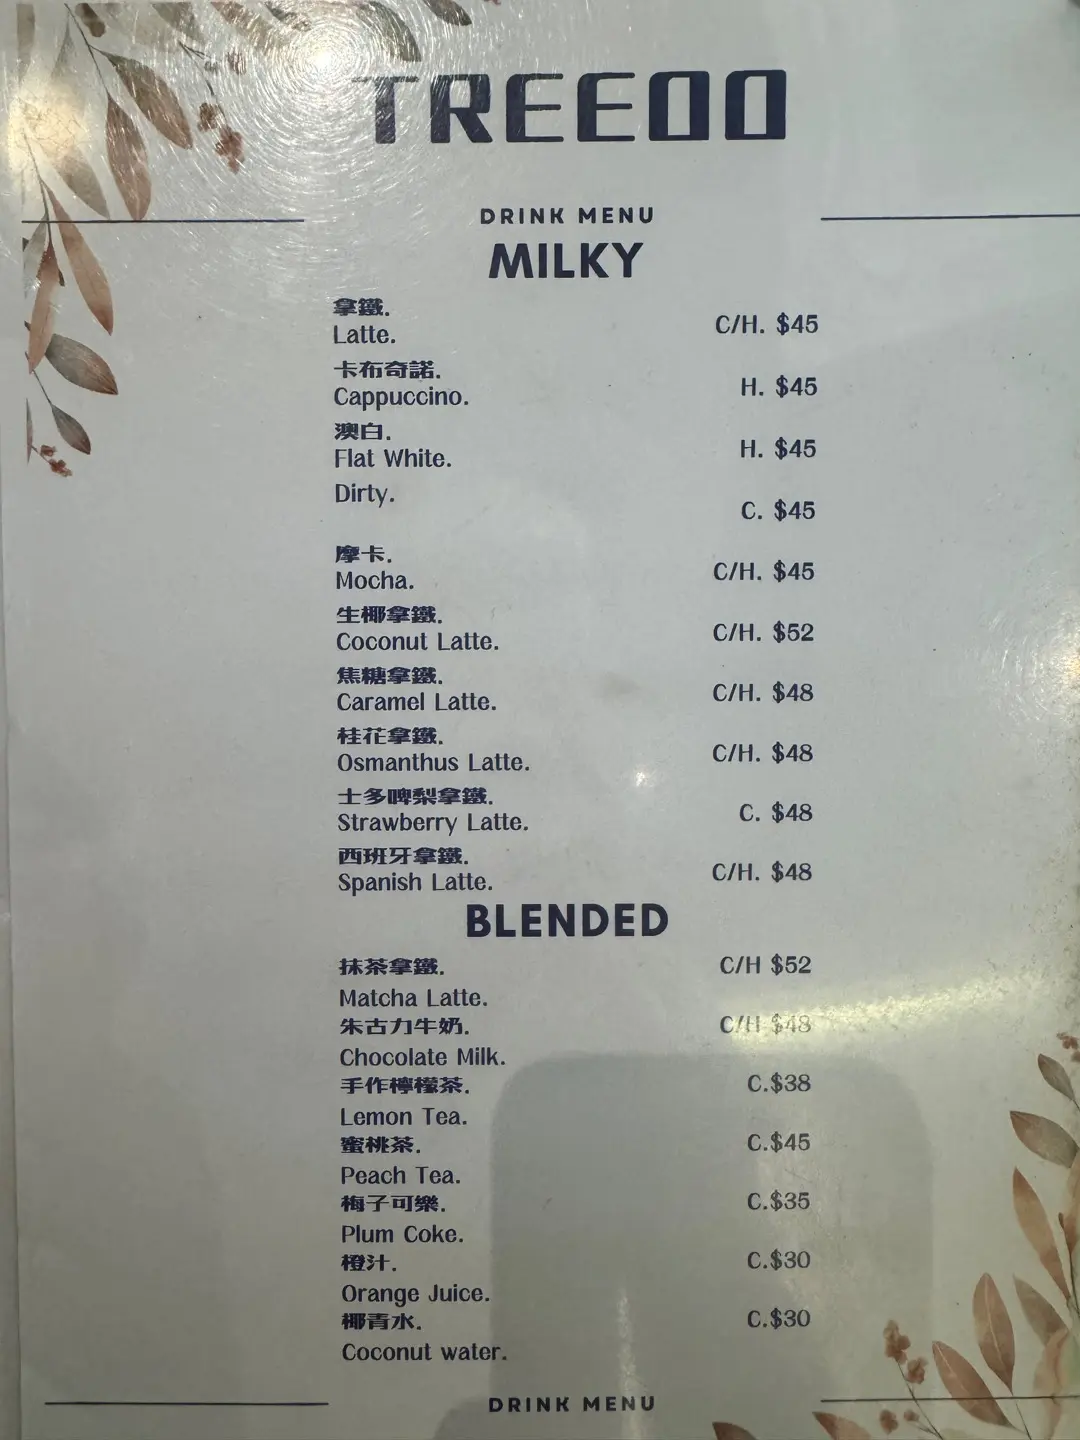 TREEOO
DRINK MENU
MILKY
拿鐵.
Latte.
C/H. $45
卡布奇諾.
Cappuccino.
H. $45
澳白.
Flat White.
H. $45
Dirty.
C. $45
摩卡.
Mocha.
C/H. $45
生椰拿鐵.
Coconut Latte.
C/H. $52
焦糖拿鐵.
Caramel Latte.
C/H. $48
桂花拿鐵.
Osmanthus Latte.
C/H. $48
士多啤梨拿鐵.
Strawberry Latte.
C. $48
西班牙拿鐵.
Spanish Latte.
C/H. $48
BLENDED
抹茶拿鐵. C/H $52
Matcha Latte.
朱古力牛奶. C/H $48
Chocolate Milk.
手作檸檬茶. C.$38
Lemon Tea.
蜜桃茶. C.$45
Peach Tea.
梅子可樂. C.$35
Plum Coke.
橙汁. C.$30
Orange Juice.
椰青水. C.$30
Coconut water.
DRINK MENU